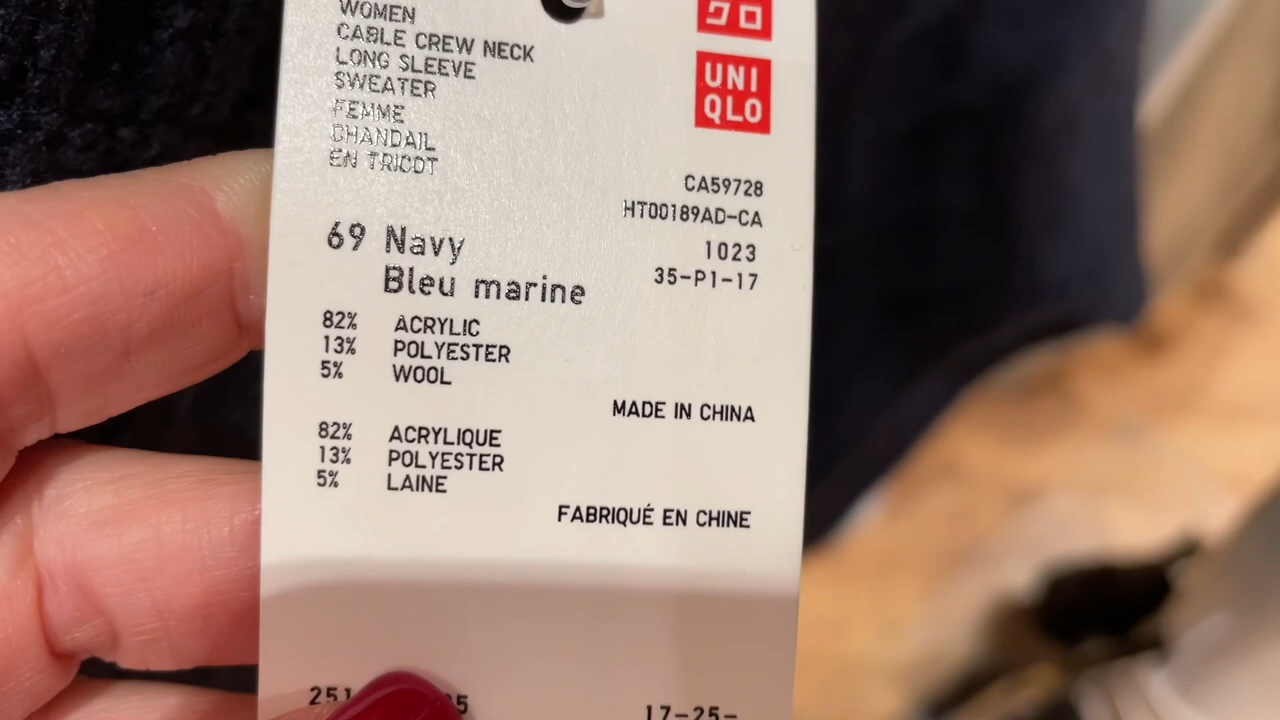 WOMEN
CABLE CREW NECK
LONG SLEEVE
SWEATER
FEMME
CHANDAIL
EN TRICOT
クロ
UNI
QLO
CA59728
HT00189AD-CA
1023
35-P1-17
69 Navy
Bleu marine
82% ACRYLIC
13% POLYESTER
5% WOOL
MADE IN CHINA
82% ACRYLIQUE
13% POLYESTER
5% LAINE
FABRIQUÉ EN CHINE
17-25-